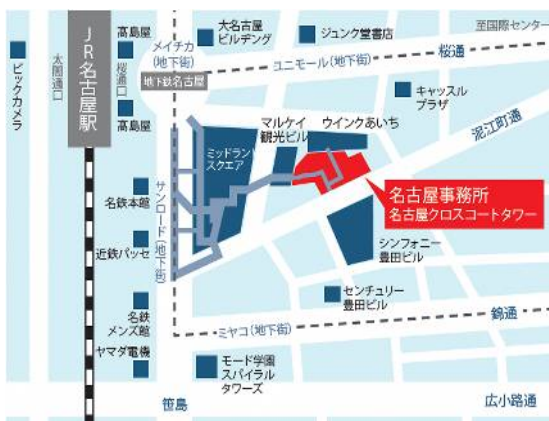 JR名古屋駅
ビックカメラ
太閤通口
桜通口
髙島屋
髙島屋
メイチカ
(地下街)
地下鉄名古屋
大名古屋
ビルヂング
ジュンク堂書店
至国際センター
桜通
ユニモール(地下街)
キャッスル
プラザ
泥江町通
マルケイ
観光ビル
ウインクあいち
ミッドラン
スクエア
名古屋事務所
名古屋クロスコートタワー
名鉄本館
サンロード(地下街)
近鉄パッセ
シンフォニー
豊田ビル
センチュリー
豊田ビル
名鉄
メンズ館
ミヤコ(地下街)
錦通
ヤマダ電機
モード学園
スパイラル
タワーズ
笹島
広小路通